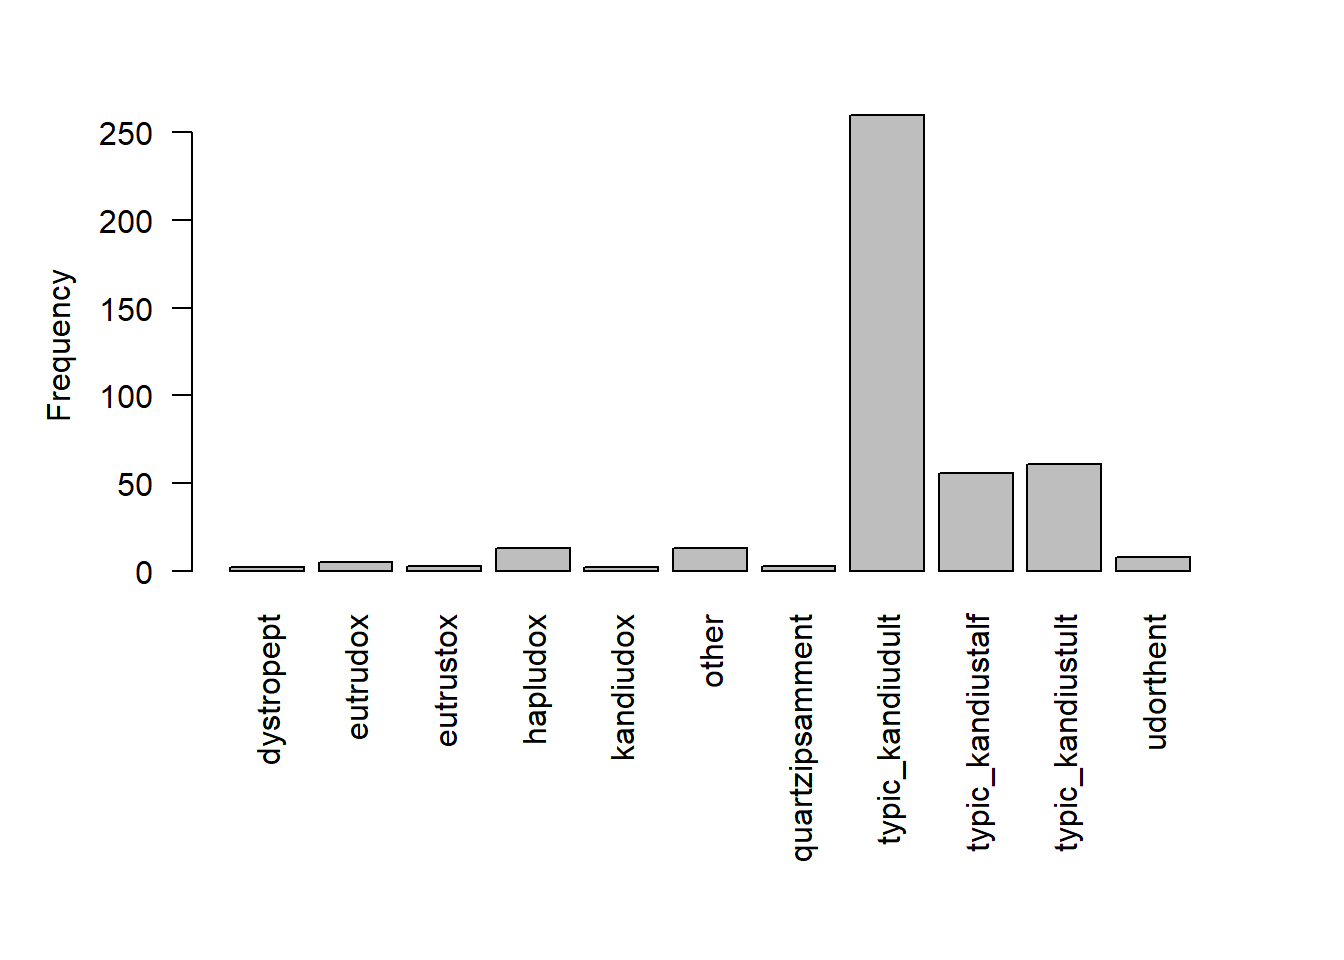 250
200
150
100
50
0
Frequency
dystropept
eutrudox
eutrustox
hapludox
kandiudox
other
quartzipsamment
typic_kandiudult
typic_kandiustalf
typic_kandiustult
udorthent